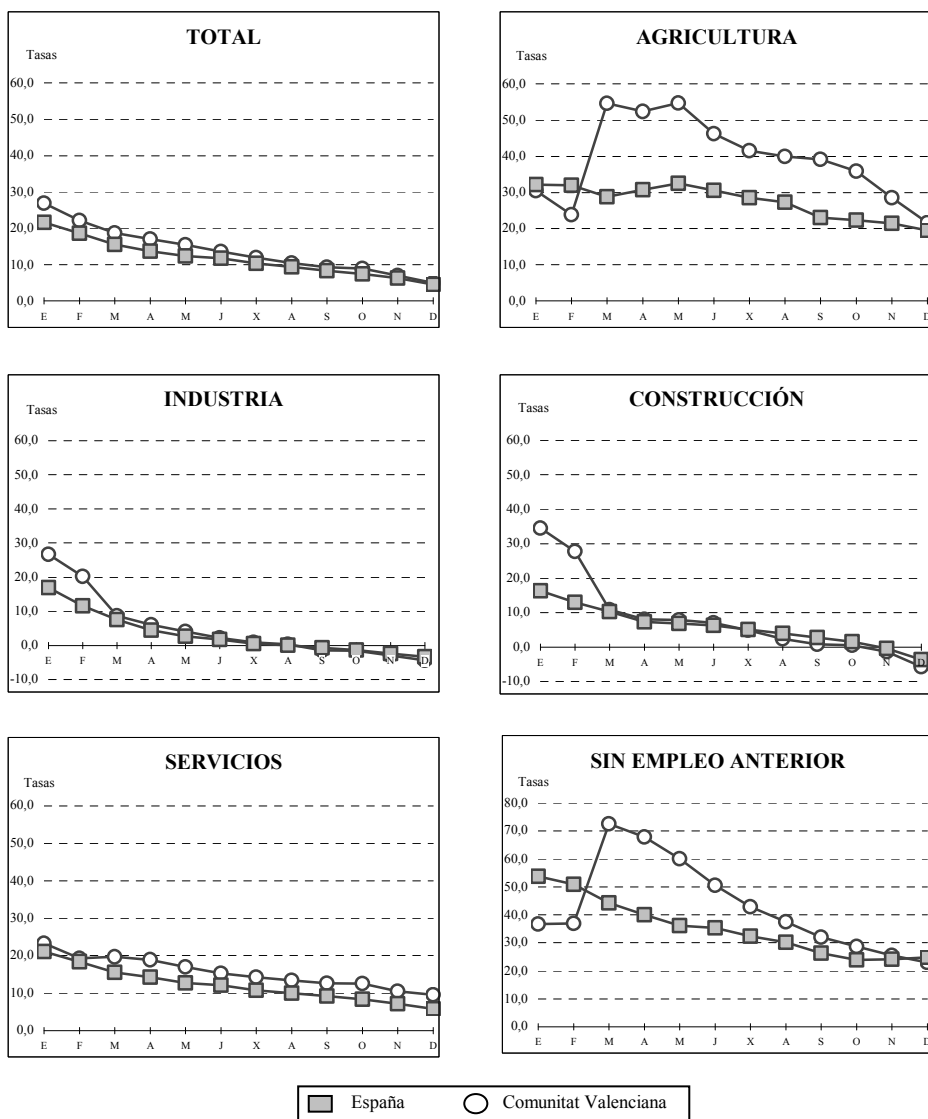 TOTAL
Tasas
60,0
50,0
40,0
30,0
20,0
10,0
0,0
E F M A M J X A S O N D
AGRICULTURA
Tasas
60,0
50,0
40,0
30,0
20,0
10,0
0,0
E F M A M J X A S O N D
INDUSTRIA
Tasas
60,0
50,0
40,0
30,0
20,0
10,0
0,0
-10,0
E F M A M J X A S O N D
CONSTRUCCIÓN
Tasas
60,0
50,0
40,0
30,0
20,0
10,0
0,0
-10,0
E F M A M J X A S O N D
SERVICIOS
Tasas
60,0
50,0
40,0
30,0
20,0
10,0
0,0
E F M A M J X A S O N D
SIN EMPLEO ANTERIOR
Tasas
80,0
70,0
60,0
50,0
40,0
30,0
20,0
10,0
0,0
E F M A M J X A S O N D
España Comunitat Valenciana